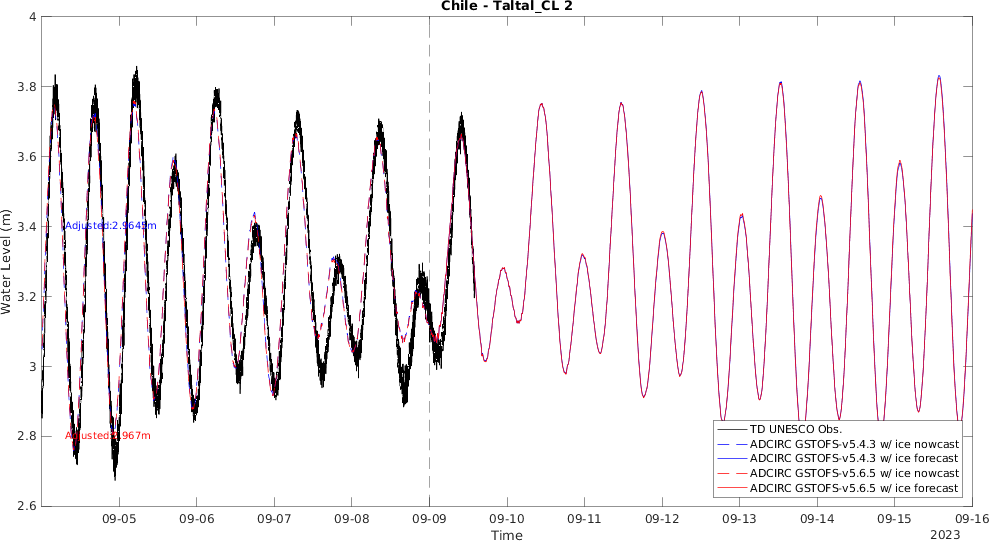 Chile - Taltal_CL 2
4
3.8
3.6
3.4
3.2
3
2.8
2.6
Water Level (m)
Adjusted:2.9645m
Adjusted:2.967m
TD UNESCO Obs.
ADCIRC GSTOFS-v5.4.3 w/ ice nowcast
ADCIRC GSTOFS-v5.4.3 w/ ice forecast
ADCIRC GSTOFS-v5.6.5 w/ ice nowcast
ADCIRC GSTOFS-v5.6.5 w/ ice forecast
09-05 09-06 09-07 09-08 09-09 09-10 09-11 09-12 09-13 09-14 09-15 09-16
Time
2023